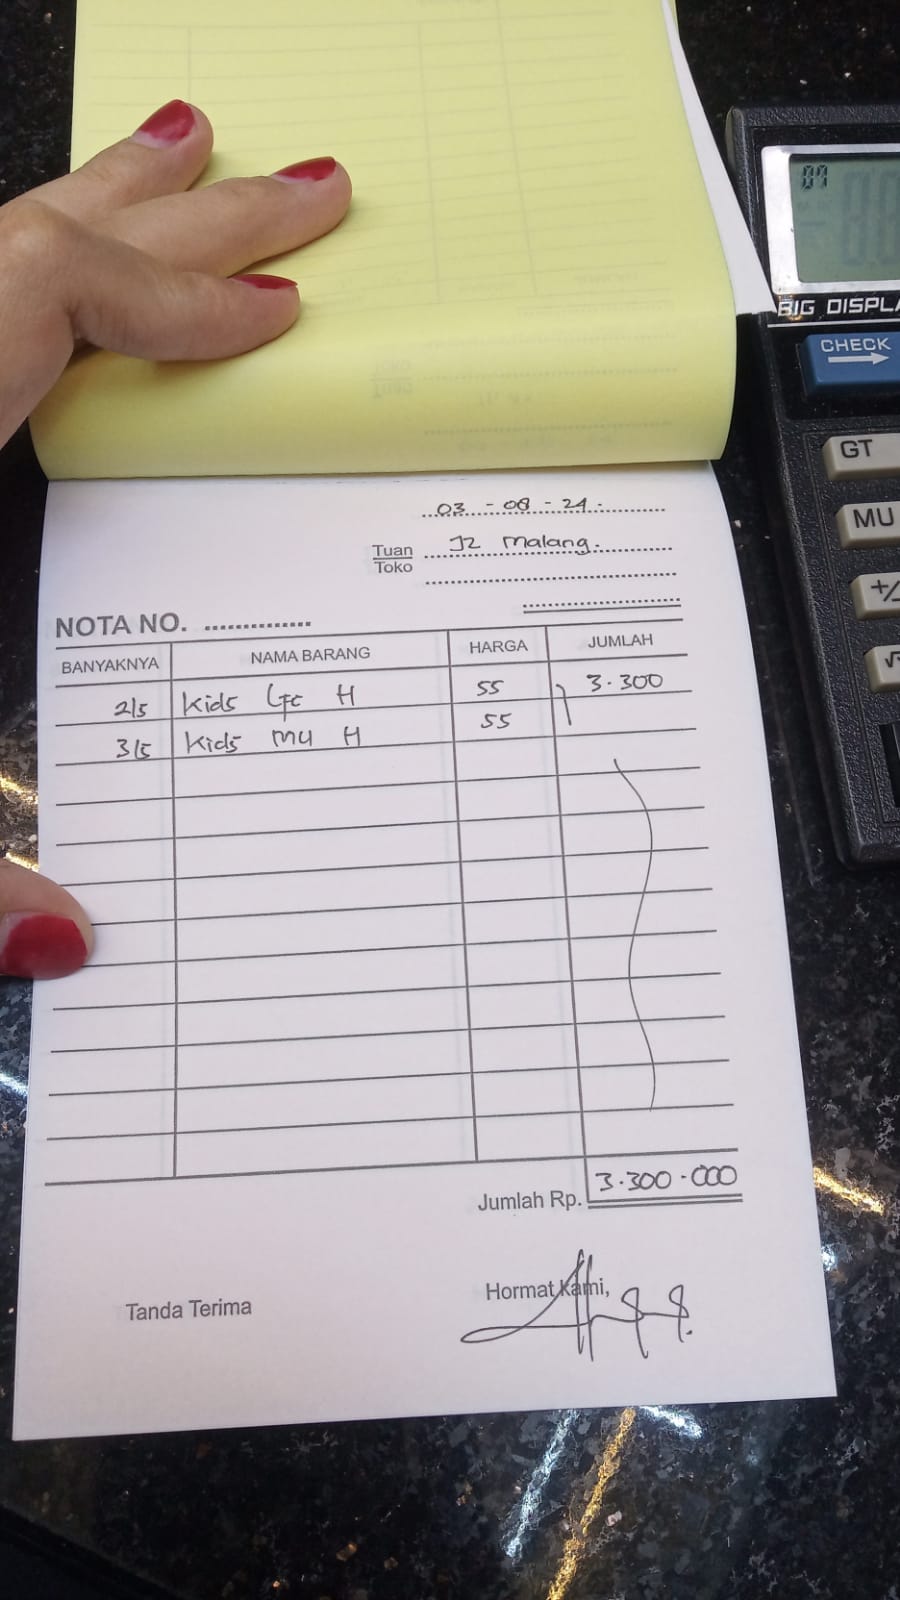 89
BIG DISPLA
CHECK
GT
MU
+/
√
03 - 08 - 24.
Tuan JZ Malang.
Toko
NOTA NO. ..............
BANYAKNYA NAMA BARANG HARGA JUMLAH
2/5 Kids Lfc H 55 3.300
3/5 Kids MU H 55
Jumlah Rp. 3.300.000
Tanda Terima
Hormat Kami,